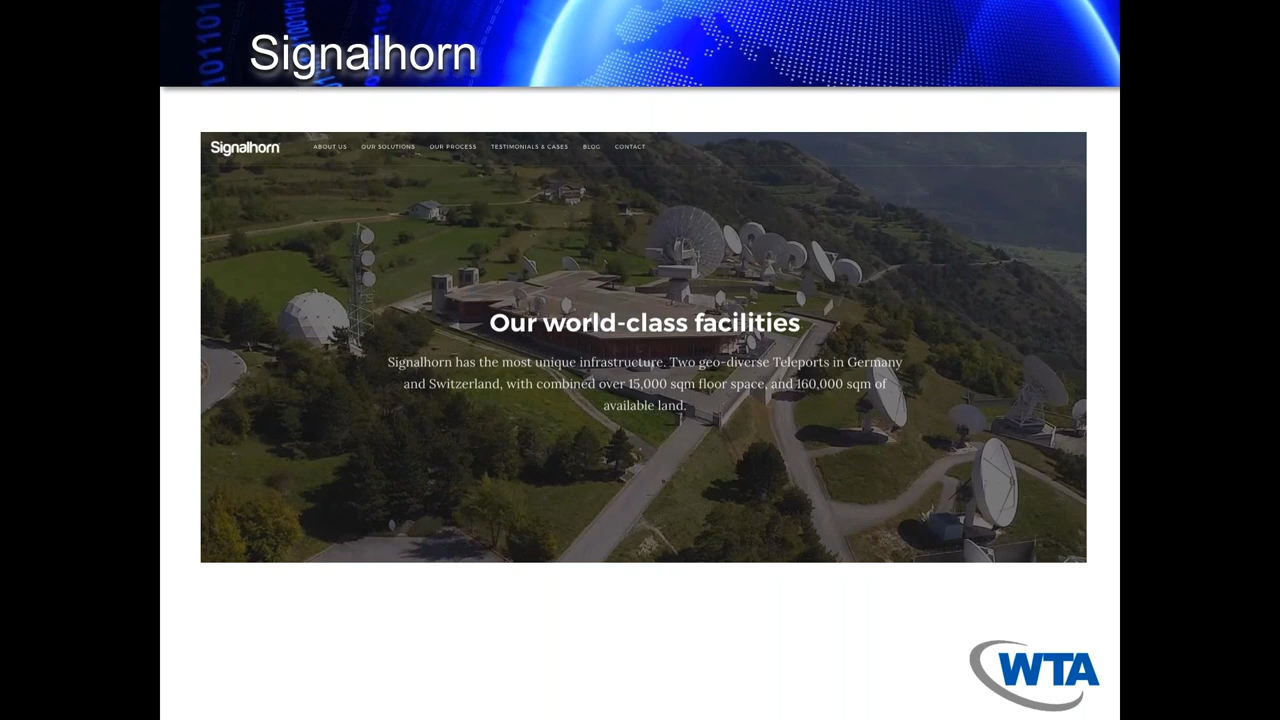 Signalhorn
Signalhorn
ABOUT US OUR SOLUTIONS OUR PROCESS TESTIMONIALS & CASES BLOG CONTACT
Our world-class facilities
Signalhorn has the most unique infrastructure. Two geo-diverse Teleports in Germany
and Switzerland, with combined over 15,000 sqm floor space, and 160,000 sqm of
available land.
WTA